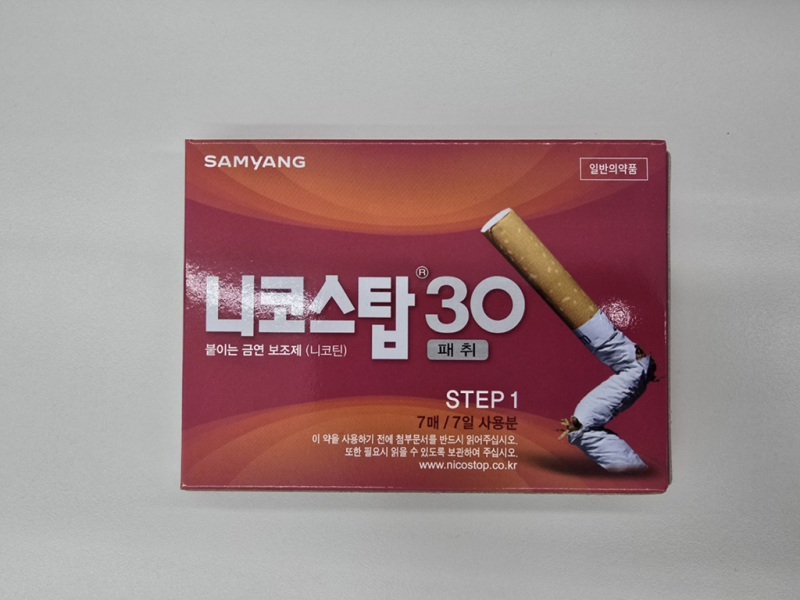 SAMYANG
일반의약품
니코스탑® 30
패취
붙이는 금연 보조제 (니코틴)
STEP 1
7매 / 7일 사용분
이 약을 사용하기 전에 첨부문서를 반드시 읽어주십시오.
또한 필요시 읽을 수 있도록 보관하여 주십시오.
www.nicostop.co.kr